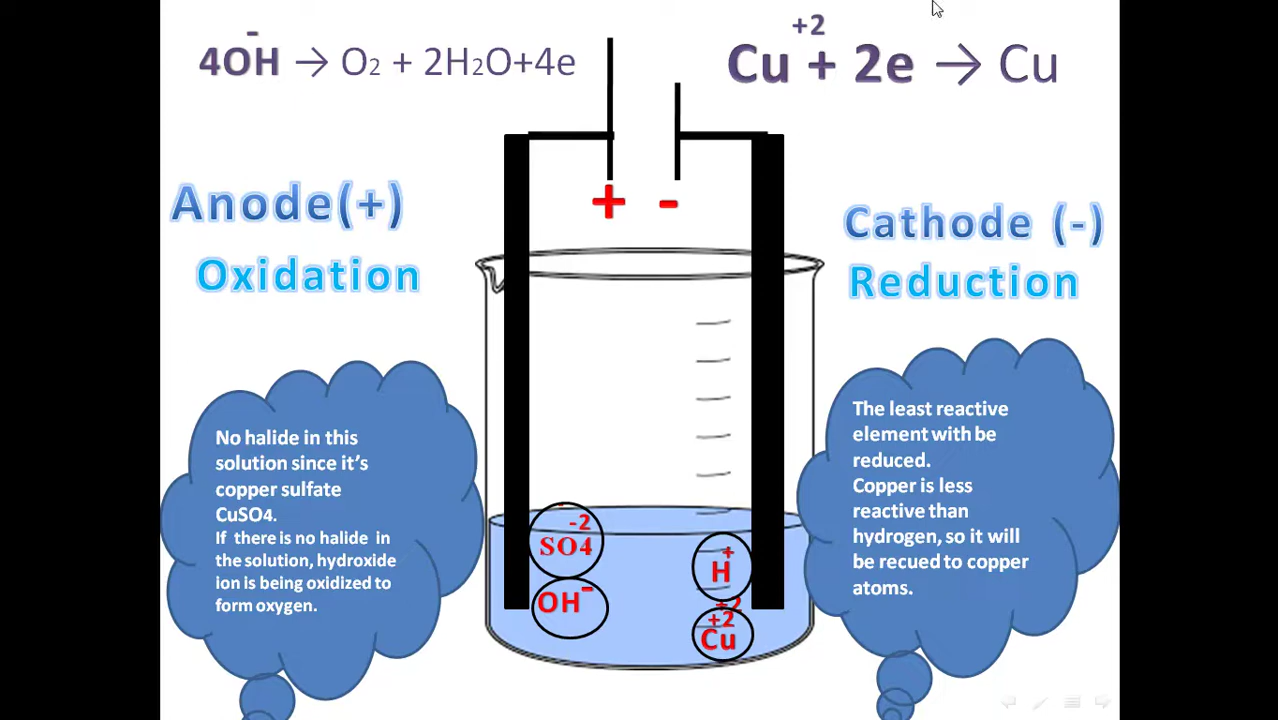 4OH⁻ → O₂ + 2H₂O+4e
Cu⁺² + 2e → Cu
+ -
Anode(+)
Oxidation
Cathode (-)
Reduction
No halide in this
solution since it's
copper sulfate
CuSO4.
If there is no halide in
the solution, hydroxide
ion is being oxidized to
form oxygen.
The least reactive
element with be
reduced.
Copper is less
reactive than
hydrogen, so it will
be recued to copper
atoms.
SO4⁻²
OH⁻
H⁺
+2
Cu⁺²